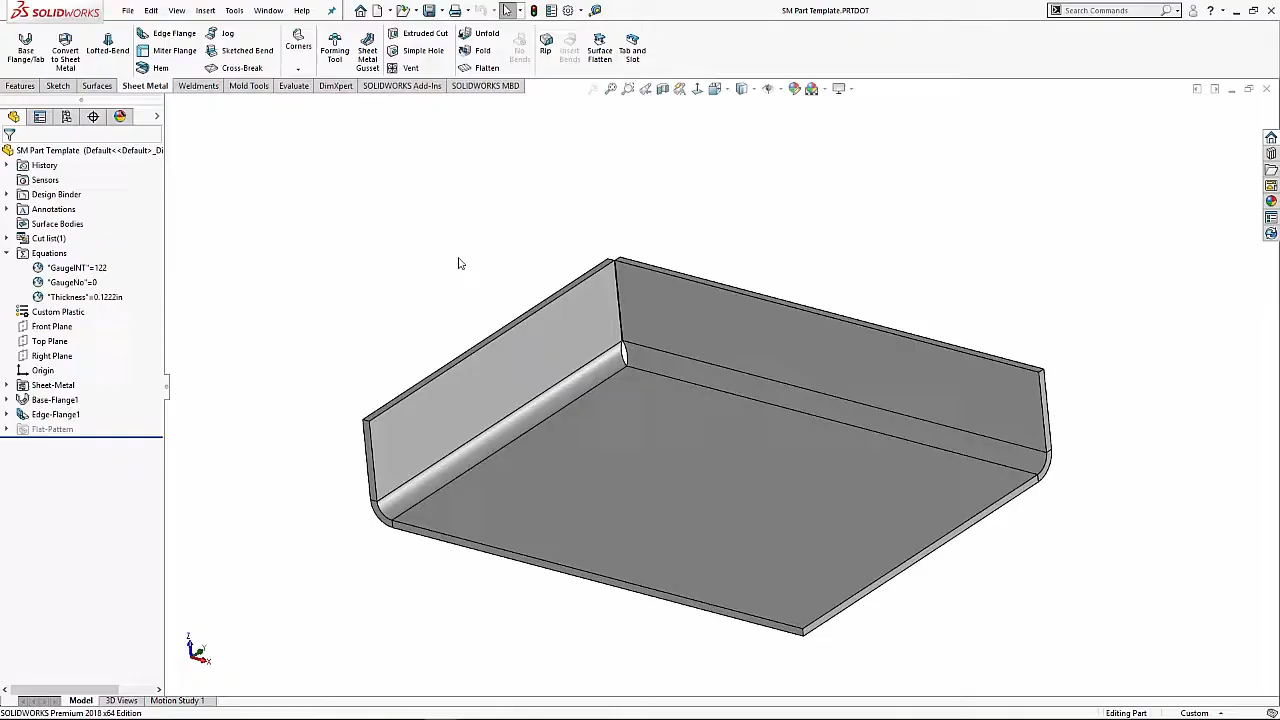 SOLIDWORKS
File
Edit
View
Insert
Tools
Window
Help
SM Part Template.PRTDOT
Search Commands
Base
Flange/Tab
Convert
to Sheet
Metal
Lofted-Bend
Edge Flange
Miter Flange
Hem
Jog
Sketched Bend
Cross-Break
Corners
Forming
Tool
Sheet
Metal
Gusset
Extruded Cut
Simple Hole
Vent
Unfold
Fold
Flatten
No
Bends
Rip
Insert
Bends
Surface
Flatten
Tab and
Slot
Features
Sketch
Surfaces
Sheet Metal
Weldments
Mold Tools
Evaluate
DimXpert
SOLIDWORKS Add-Ins
SOLIDWORKS MBD
SM Part Template (Default<<Default>_Di
History
Sensors
Design Binder
Annotations
Surface Bodies
Cut list(1)
Equations
"GaugeINT"=122
"GaugeNo"=0
"Thickness"=0.1222in
Custom Plastic
Front Plane
Top Plane
Right Plane
Origin
Sheet-Metal
Base-Flange1
Edge-Flange1
Flat-Pattern
Z
Y
X
Model
3D Views
Motion Study 1
SOLIDWORKS Premium 2018 x64 Edition
Editing Part
Custom